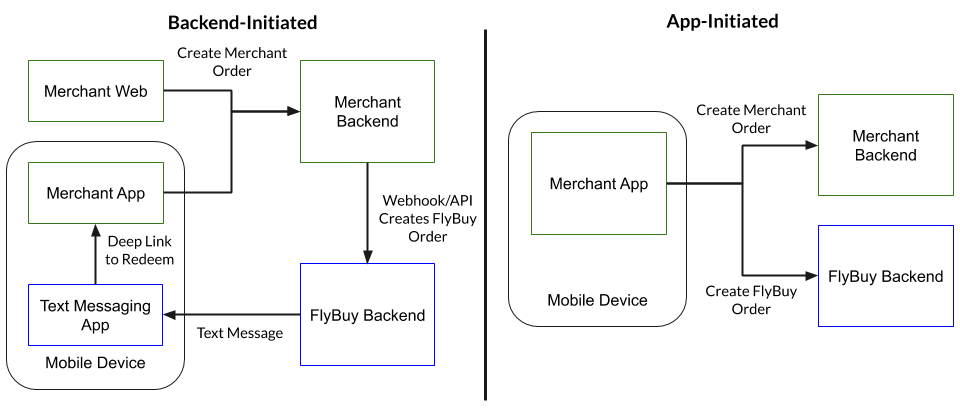 Backend-Initiated
Create Merchant
Order
Merchant Web
Merchant
Backend
Merchant App
Webhook/API
Creates FlyBuy
Order
Deep Link
to Redeem
Text Messaging
App
Text Message
FlyBuy Backend
Mobile Device
App-Initiated
Create Merchant
Order
Merchant
Backend
Merchant App
Mobile Device
Create FlyBuy
Order
FlyBuy Backend